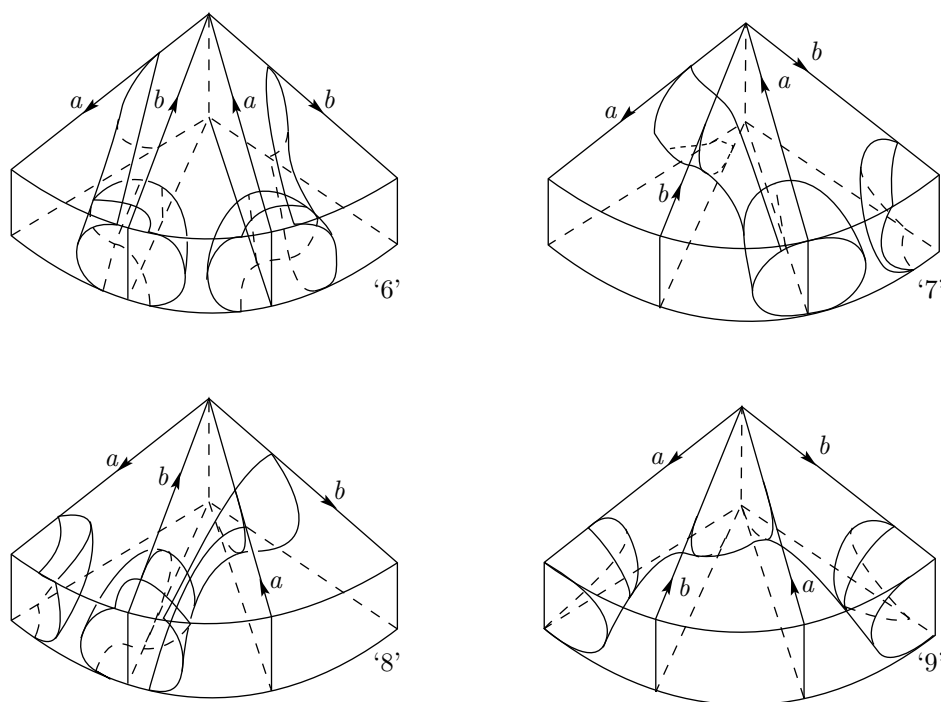 a b a b
‘6’
b a a b
‘7’
a b b a
‘8’
a b b a
‘9’